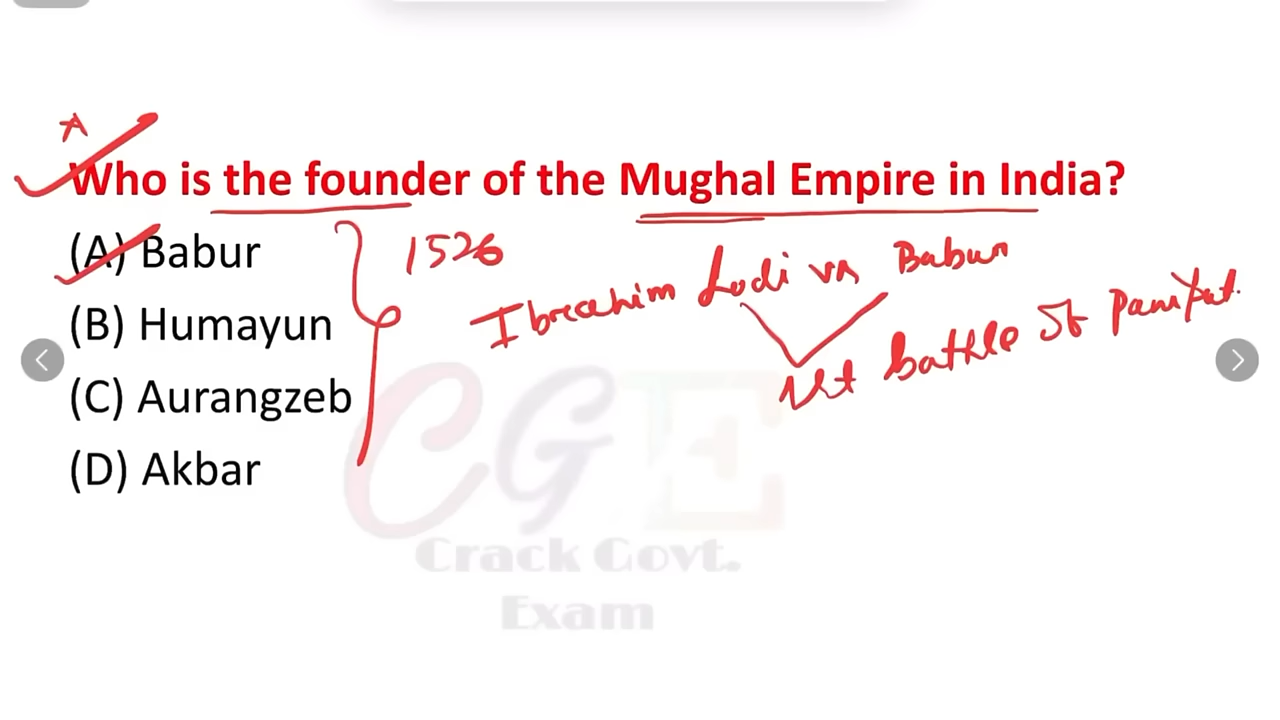 A
Who is the founder of the Mughal Empire in India?
(A) Babur
(B) Humayun
(C) Aurangzeb
(D) Akbar
1526
Ibrahim Lodi vs Babur
1st battle of Panipat.
CGE
Crack Govt.
Exam